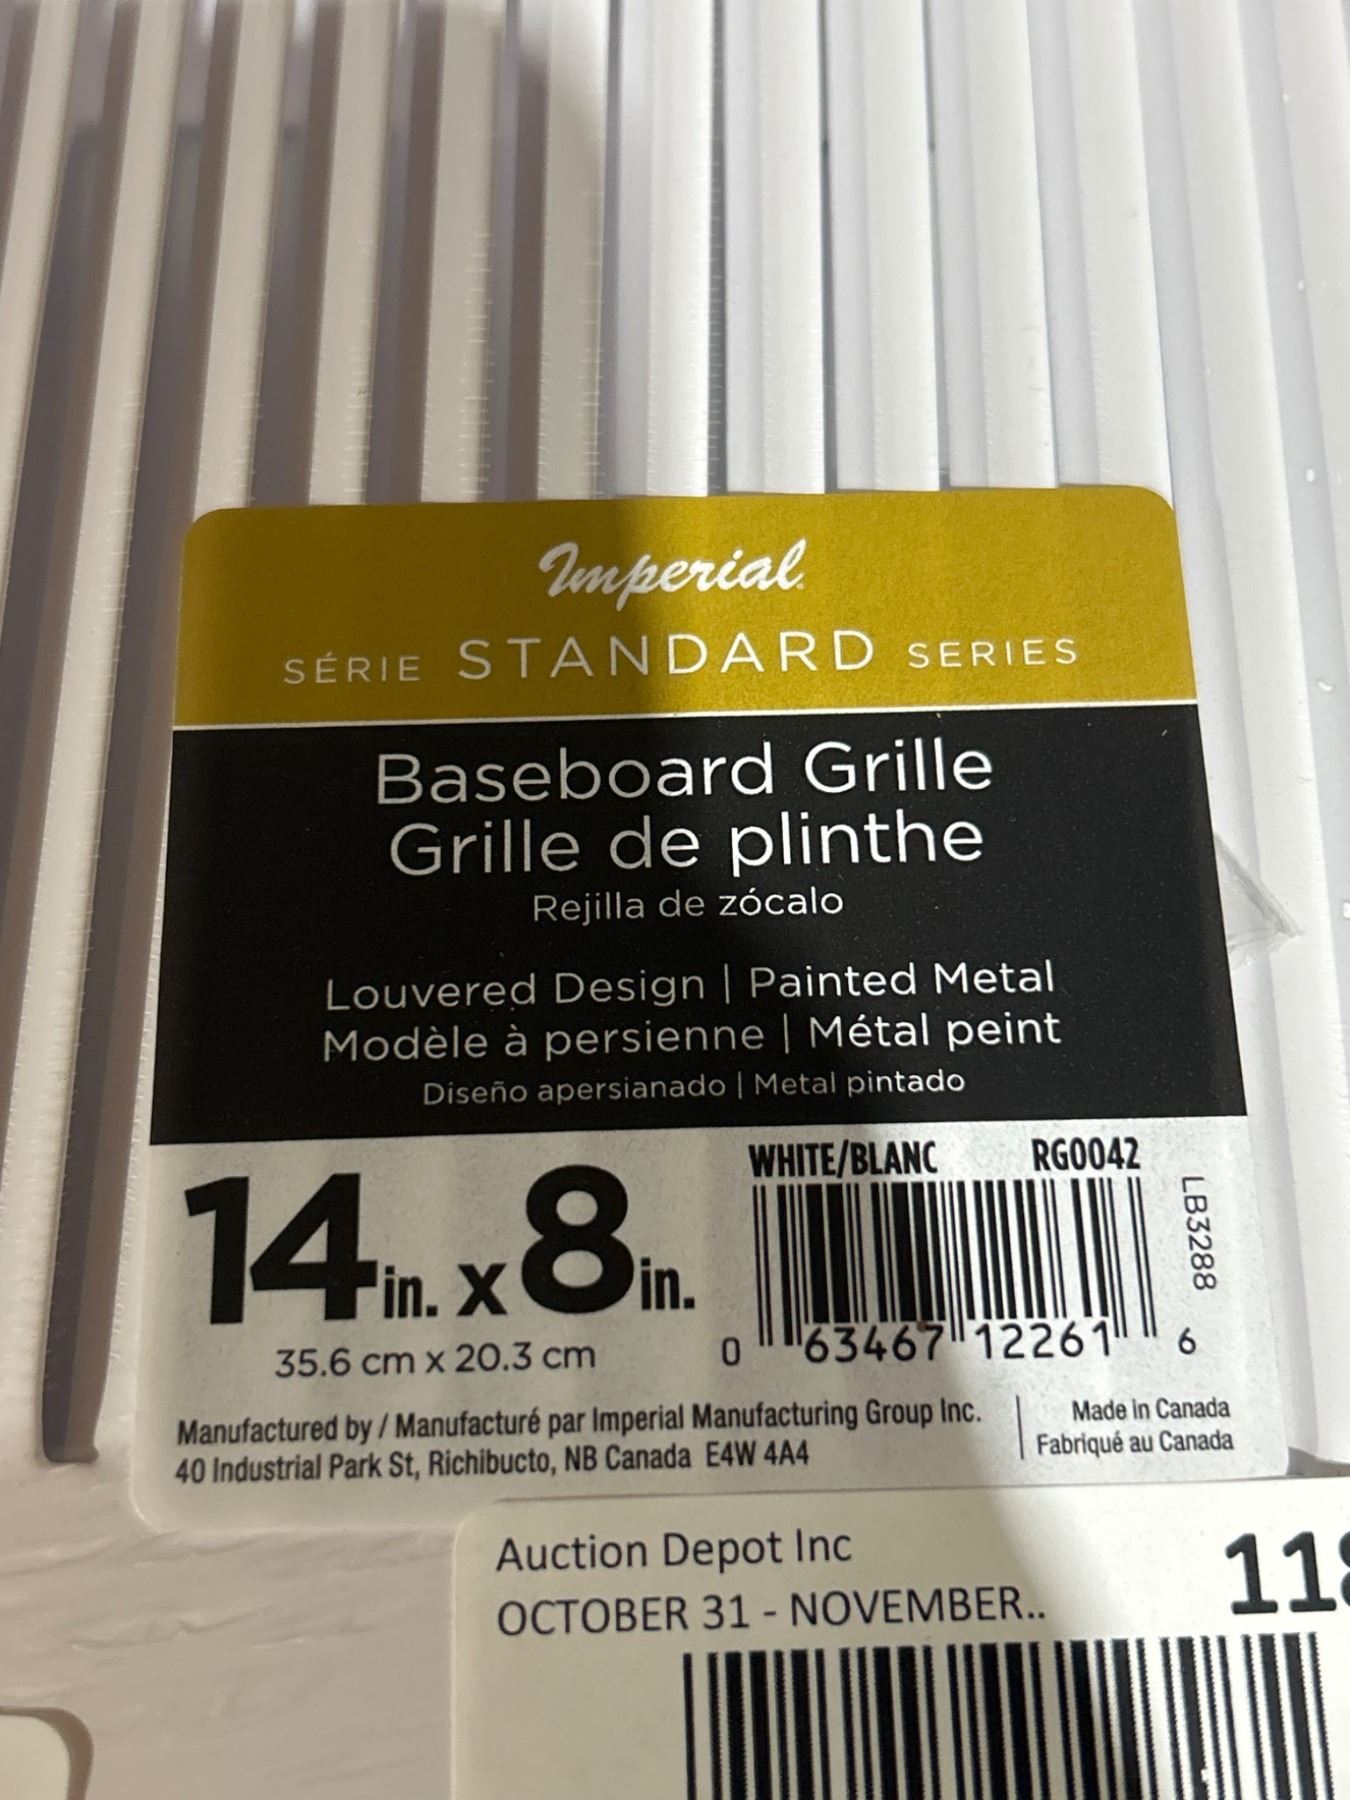 Imperial
SÉRIE STANDARD SERIES
Baseboard Grille
Grille de plinthe
Rejilla de zócalo
Louvered Design | Painted Metal
Modèle à persienne | Métal peint
Diseño apersianado | Metal pintado
14in. x 8in.
35.6 cm x 20.3 cm
WHITE/BLANC RG0042
LB3288
0 63467 12261 6
Manufactured by / Manufacturé par Imperial Manufacturing Group Inc.
40 Industrial Park St, Richibucto, NB Canada E4W 4A4
Made in Canada
Fabriqué au Canada
Auction Depot Inc
OCTOBER 31 - NOVEMBER..